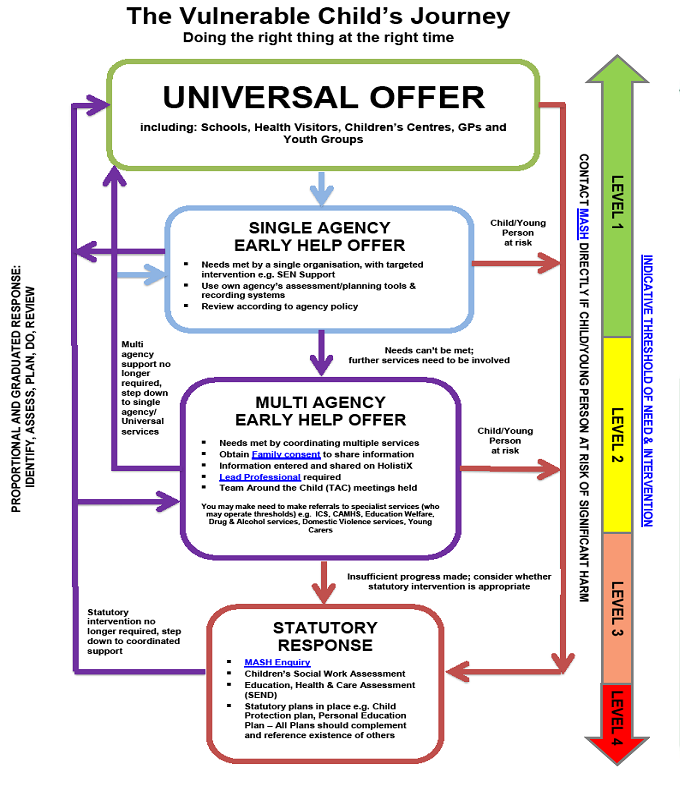 The Vulnerable Child's Journey
Doing the right thing at the right time
UNIVERSAL OFFER
including: Schools, Health Visitors, Children's Centres, GPs and
Youth Groups
SINGLE AGENCY
EARLY HELP OFFER
Needs met by a single organisation, with targeted
intervention e.g. SEN Support
Use own agency's assessment/planning tools &
recording systems
Review according to agency policy
Child/Young
Person
at risk
Needs can't be met;
further services need to be involved
Multi
agency
support no
longer
required,
step down
to single
agency/
Universal
services
MULTI AGENCY
EARLY HELP OFFER
Needs met by coordinating multiple services
Obtain Family consent to share information
Information entered and shared on HolistiX
Lead Professional required
Team Around the Child (TAC) meetings held
You may make need to make referrals to specialist services (who
may operate thresholds) e.g. ICS, CAMHS, Education Welfare,
Drug & Alcohol services, Domestic Violence services, Young
Carers
Child/Young
Person
at risk
Insufficient progress made; consider whether
statutory intervention is appropriate
Statutory
intervention no
longer required, step
down to coordinated
support
STATUTORY
RESPONSE
MASH Enquiry
Children's Social Work Assessment
Education, Health & Care Assessment
(SEND)
Statutory plans in place e.g. Child
Protection plan, Personal Education
Plan – All Plans should complement
and reference existence of others
PROPORTIONAL AND GRADUATED RESPONSE:
IDENTIFY, ASSESS, PLAN, DO, REVIEW
CONTACT MASH DIRECTLY IF CHILD/YOUNG PERSON AT RISK OF SIGNIFICANT HARM
LEVEL 1
LEVEL 2
LEVEL 3
LEVEL 4
INDICATIVE THRESHOLD OF NEED & INTERVENTION